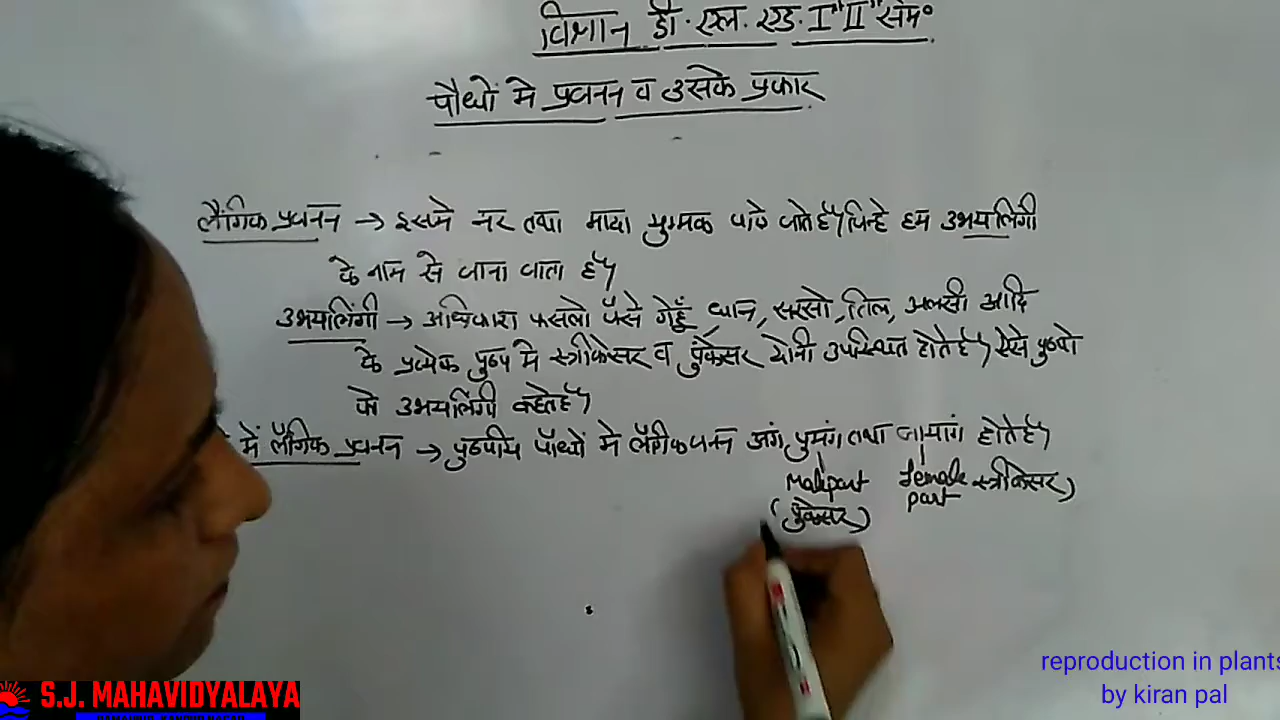 विज्ञान डी. एल. एड. I" II" सेम०
पौधों मे प्रजनन व उसके प्रकार
लैंगिक प्रजनन → इसमे नर तथा मादा युग्मक पाये जाते है। जिन्हे हम उभयलिंगी
के नाम से जाना जाता है।
उभयलिंगी → अधिकांश फसलो जैसे गेहूँ, धान, सरसो, तिल, अलसी आदि
के प्रत्येक पुष्प मे स्त्रीकेसर व पुंकेसर दोनो उपस्थित होते है। ऐसे पुष्पो
को उभयलिंगी कहते है।
में लैंगिक प्रजनन → पुष्पीय पौधों मे लैंगिक जनन अंग पुमंग तथा जायांग होते है।
Male part female स्त्रीकेसर)
(पुंकेसर) part
S.J. MAHAVIDYALAYA
reproduction in plants
by kiran pal